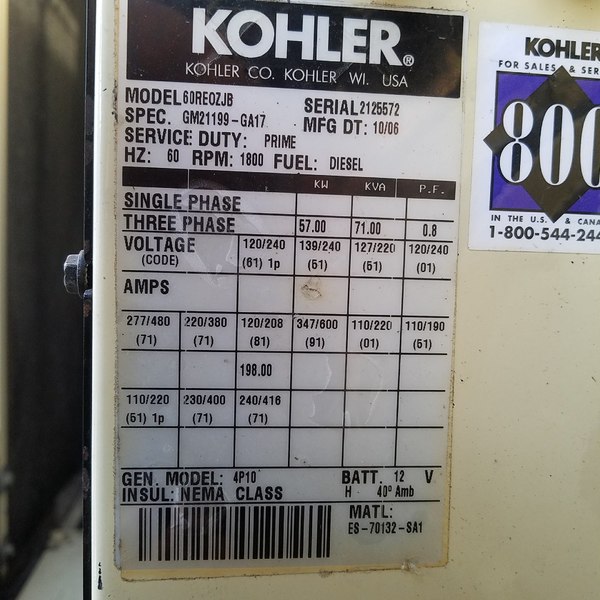 KOHLER®
KOHLER CO. KOHLER WI. USA
MODEL 60REOZJB SERIAL 2125572
SPEC. GM21199-GA17 MFG DT: 10/06
SERVICE DUTY: PRIME
HZ: 60 RPM: 1800 FUEL: DIESEL
KW KVA P.F.
SINGLE PHASE
THREE PHASE 57.00 71.00 0.8
VOLTAGE 120/240 139/240 127/220 120/240
(CODE) (61) 1p (51) (51) (01)
AMPS
277/480 220/380 120/208 347/600 110/220 110/190
(71) (71) (81) (91) (01) (51)
198.00
110/220 230/400 240/416
(51) 1p (71) (71)
GEN. MODEL: 4P10 BATT. 12 V
INSUL: NEMA CLASS H 40° Amb
MATL:
ES-70132-SA1
KOHLER
FOR SALES & SER
800
IN THE U.S. & CANA
1-800-544-244